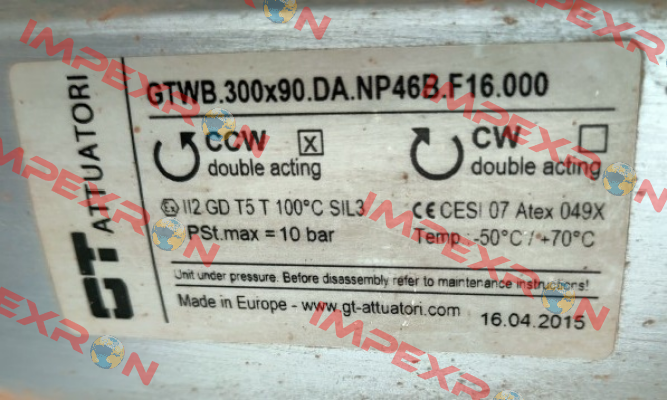 GT ATTUATORI
GTWB.300x90.DA.NP46B.F16.000
CCW X CW
double acting double acting
II2 GD T5 T 100°C SIL3 CE CESI 07 Atex 049X
PSt.max = 10 bar Temp.-50°C / +70°C
Unit under pressure. Before disassembly refer to maintenance instructions!
Made in Europe - www.gt-attuatori.com 16.04.2015
IMPEXRON